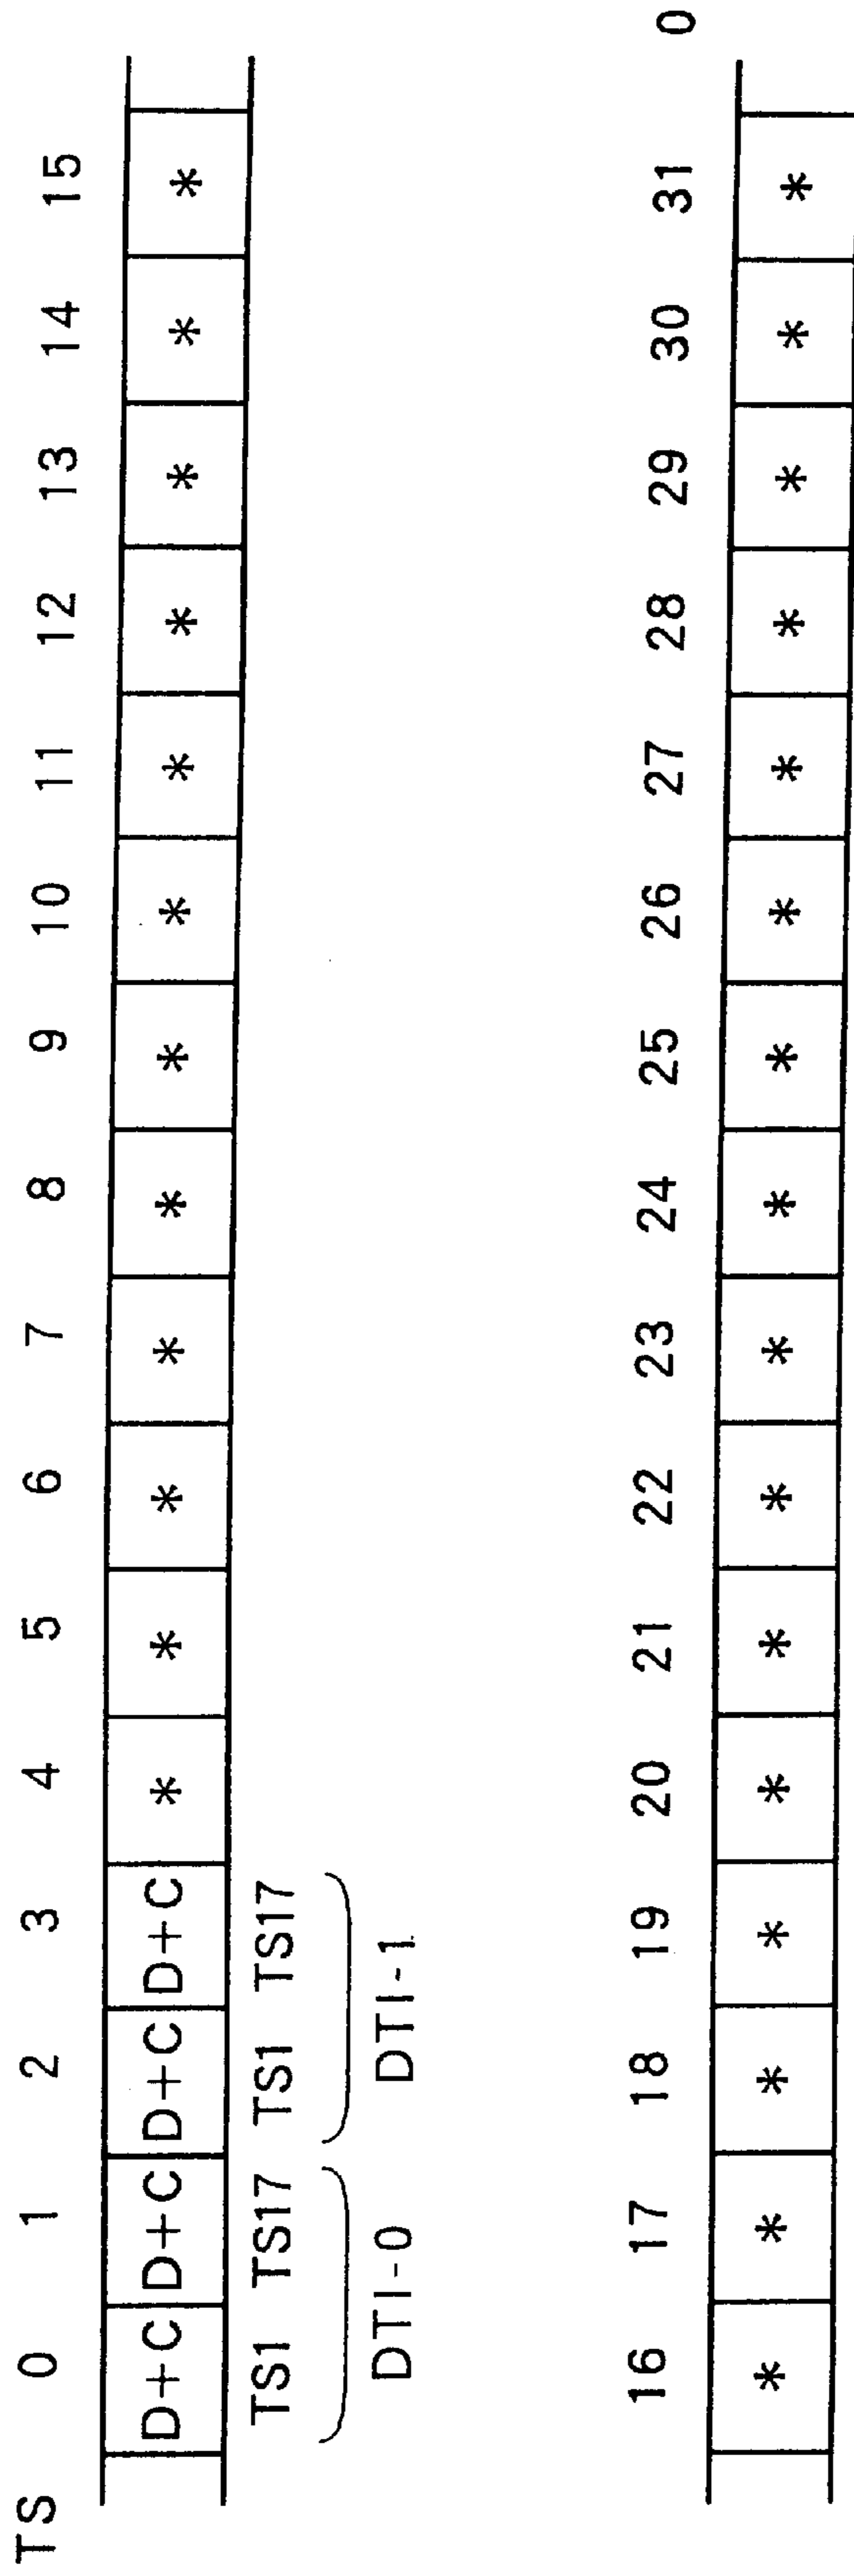 TS 0 1 2 3 4 5 6 7 8 9 10 11 12 13 14 15
D+C D+C D+C D+C * * * * * * * * * * * *
TS1 TS17 TS1 TS17
DTI-0 DTI-1
16 17 18 19 20 21 22 23 24 25 26 27 28 29 30 31 0
* * * * * * * * * * * * * * * *